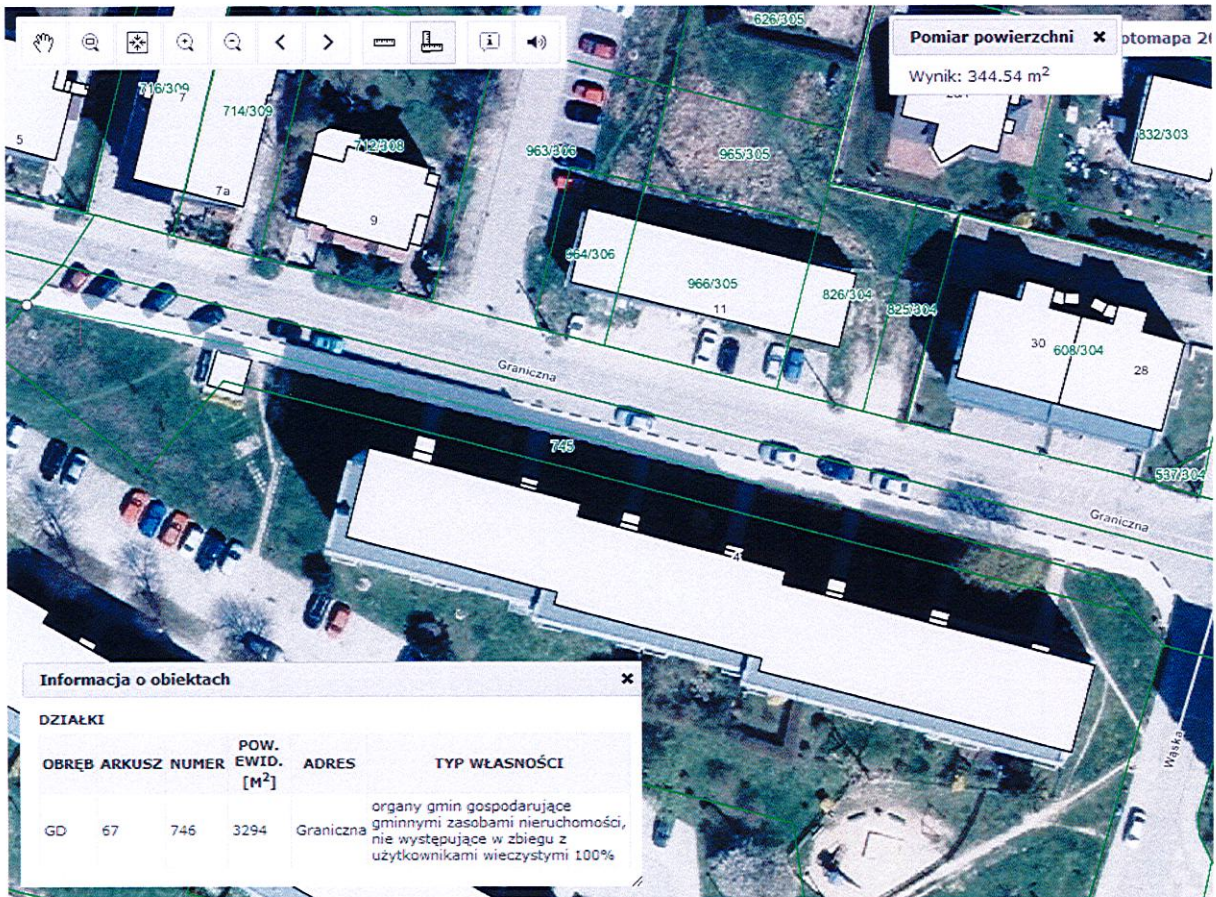 626/305
Pomiar powierzchni ✖
otomapa 20
Wynik: 344.54 m²
716/309
7
714/309
5
7a
712/308
9
963/306
965/305
832/303
964/306
966/305
11
826/304
825/304
30
608/304
28
Graniczna
745
537/304
Graniczna
4
Wąska
Informacja o obiektach ✖
DZIAŁKI
OBRĘB ARKUSZ NUMER POW. EWID. [M²] ADRES TYP WŁASNOŚCI
GD 67 746 3294 Graniczna organy gmin gospodarujące
gminnymi zasobami nieruchomości,
nie występujące w zbiegu z
użytkownikami wieczystymi 100%